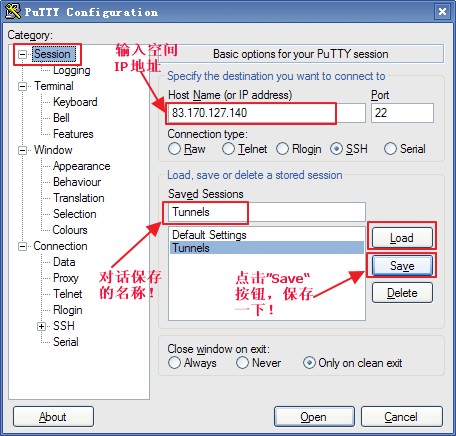 PuTTY Configuration
Category:
Session
Logging
Terminal
Keyboard
Bell
Features
Window
Appearance
Behaviour
Translation
Selection
Colours
Connection
Data
Proxy
Telnet
Rlogin
SSH
Serial
About
输入空间
IP地址
Basic options for your PuTTY session
Specify the destination you want to connect to
Host Name (or IP address)
Port
83.170.127.140
22
Connection type:
Raw
Telnet
Rlogin
SSH
Serial
Load, save or delete a stored session
Saved Sessions
Tunnels
Default Settings
Tunnels
Load
Save
Delete
对话保存
的名称!
点击"Save"
按钮,保存
一下!
Close window on exit:
Always
Never
Only on clean exit
Open
Cancel